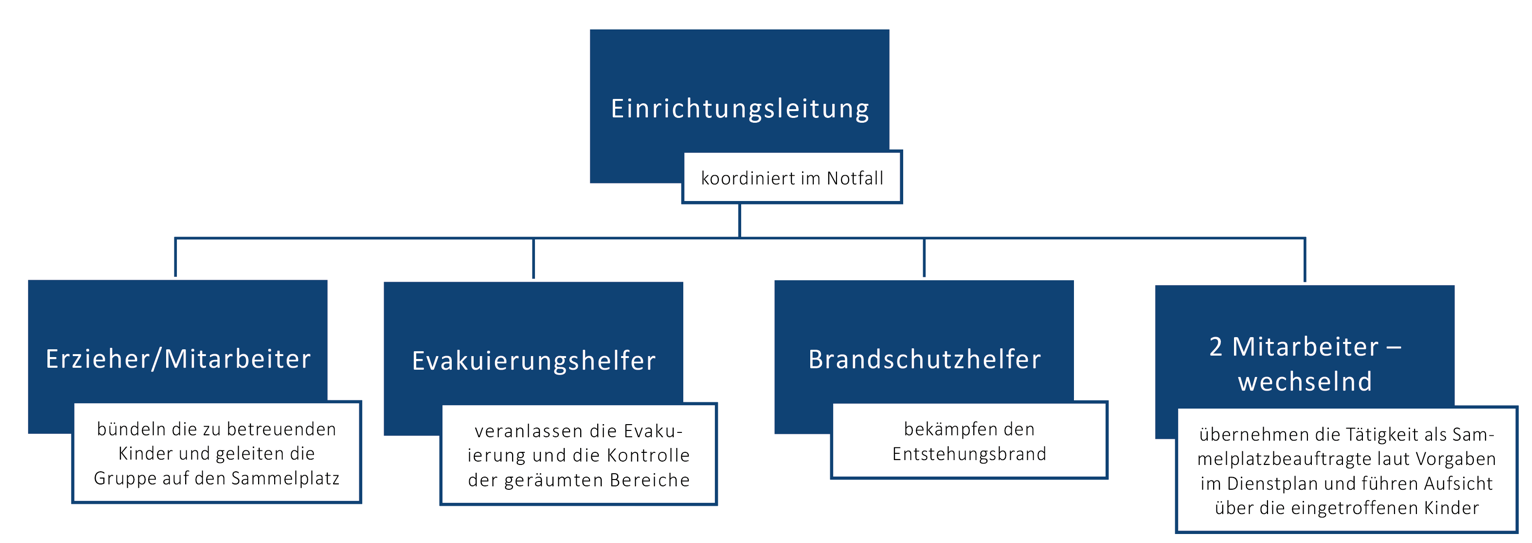 Einrichtungsleitung
koordiniert im Notfall
Erzieher/Mitarbeiter
bündeln die zu betreuenden
Kinder und geleiten die
Gruppe auf den Sammelplatz
Evakuierungshelfer
veranlassen die Evaku-
ierung und die Kontrolle
der geräumten Bereiche
Brandschutzhelfer
bekämpfen den
Entstehungsbrand
2 Mitarbeiter –
wechselnd
übernehmen die Tätigkeit als Sam-
melplatzbeauftragte laut Vorgaben
im Dienstplan und führen Aufsicht
über die eingetroffenen Kinder